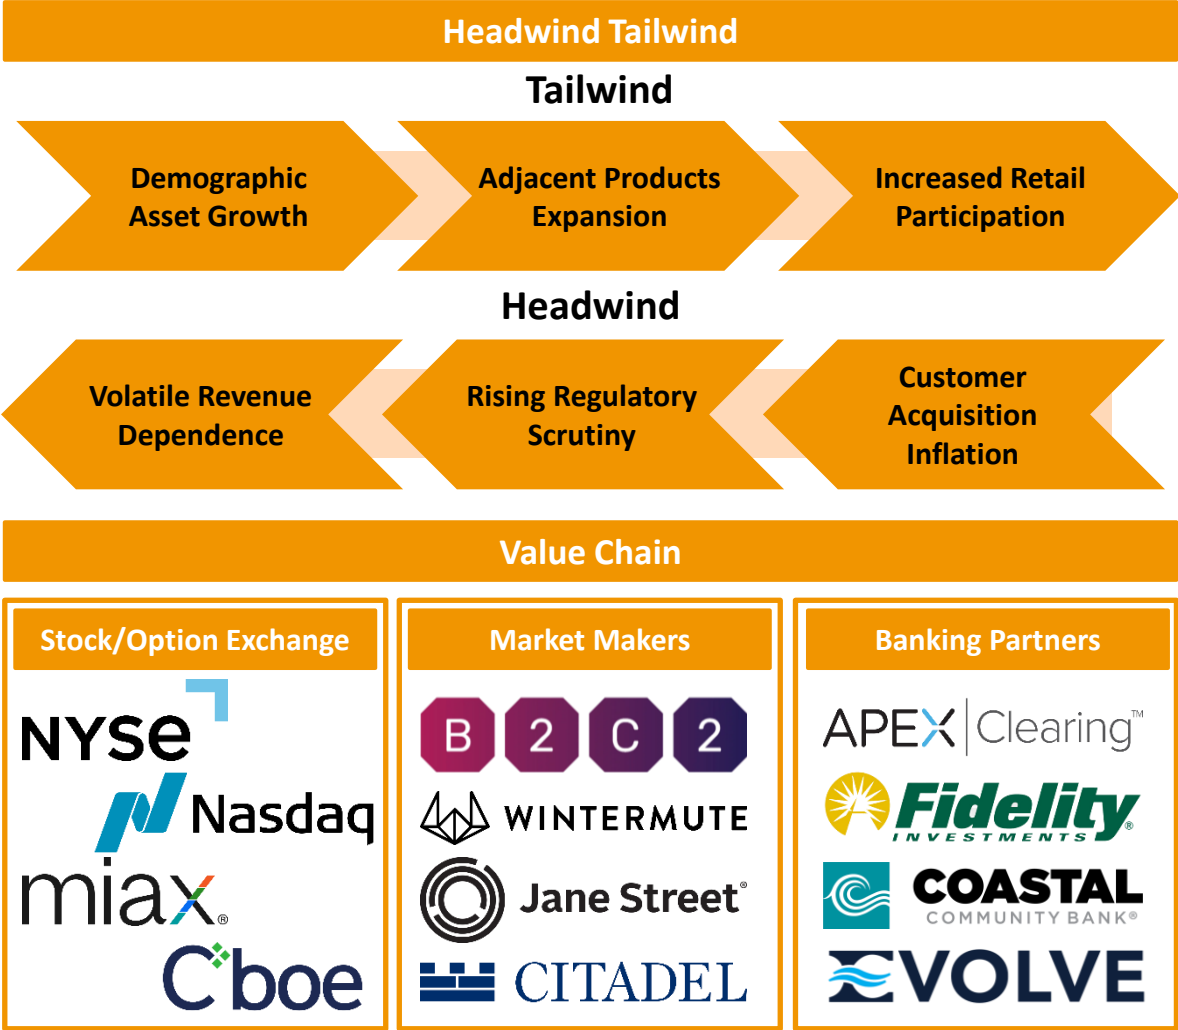 Headwind Tailwind
Tailwind
Demographic
Asset Growth
Adjacent Products
Expansion
Increased Retail
Participation
Headwind
Volatile Revenue
Dependence
Rising Regulatory
Scrutiny
Customer
Acquisition
Inflation
Value Chain
Stock/Option Exchange
NYSE
Nasdaq
miax®
Cboe
Market Makers
B2C2
WINTERMUTE
Jane Street®
CITADEL
Banking Partners
APEX Clearing™
Fidelity®
INVESTMENTS
COASTAL
COMMUNITY BANK®
EVOLVE